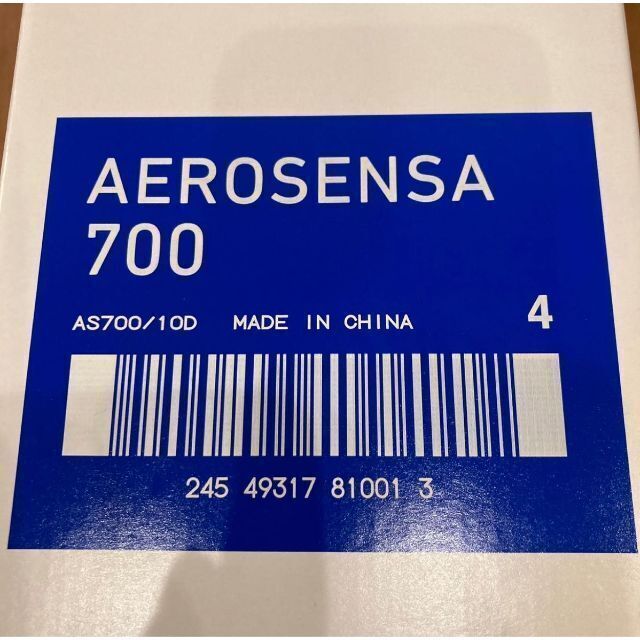 AEROSENSA
700
AS700/10D MADE IN CHINA 4
245 49317 81001 3